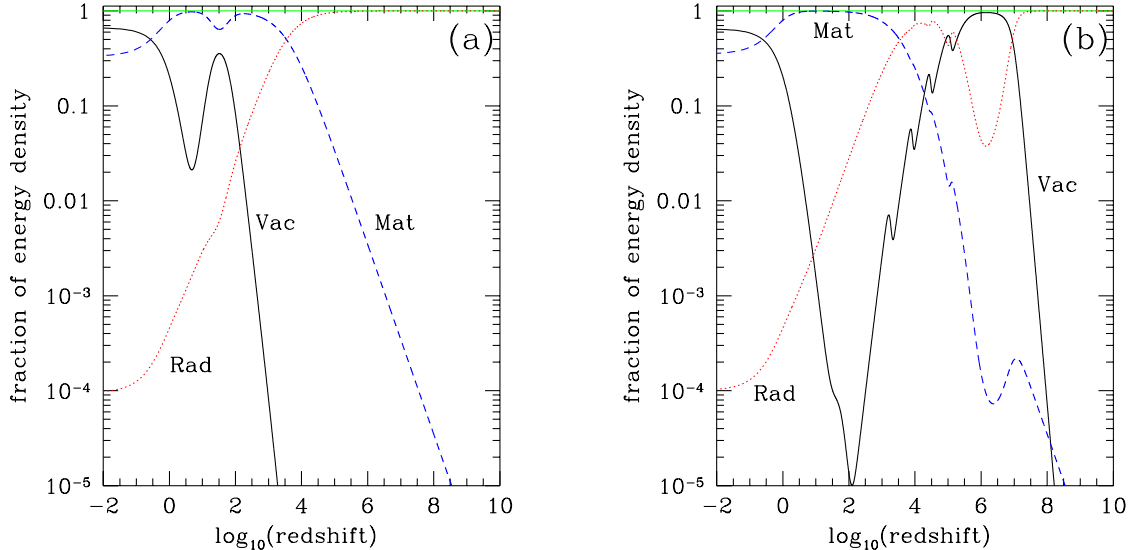 fraction of energy density
1
0.1
0.01
10⁻³
10⁻⁴
10⁻⁵
(a)
Vac
Mat
Rad
−2 0 2 4 6 8 10
log₁₀(redshift)
fraction of energy density
1
0.1
0.01
10⁻³
10⁻⁴
10⁻⁵
Mat
(b)
Vac
Rad
−2 0 2 4 6 8 10
log₁₀(redshift)